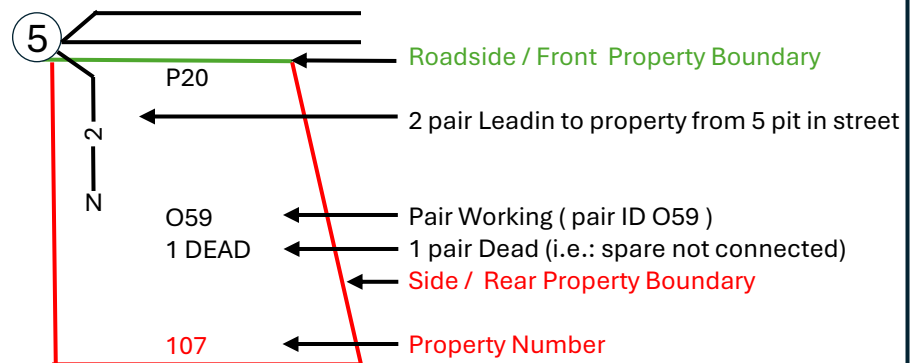 5
Roadside / Front Property Boundary
P20
2 pair Leadin to property from 5 pit in street
2
N
O59
Pair Working ( pair ID O59 )
1 DEAD
1 pair Dead (i.e.: spare not connected)
Side / Rear Property Boundary
107
Property Number